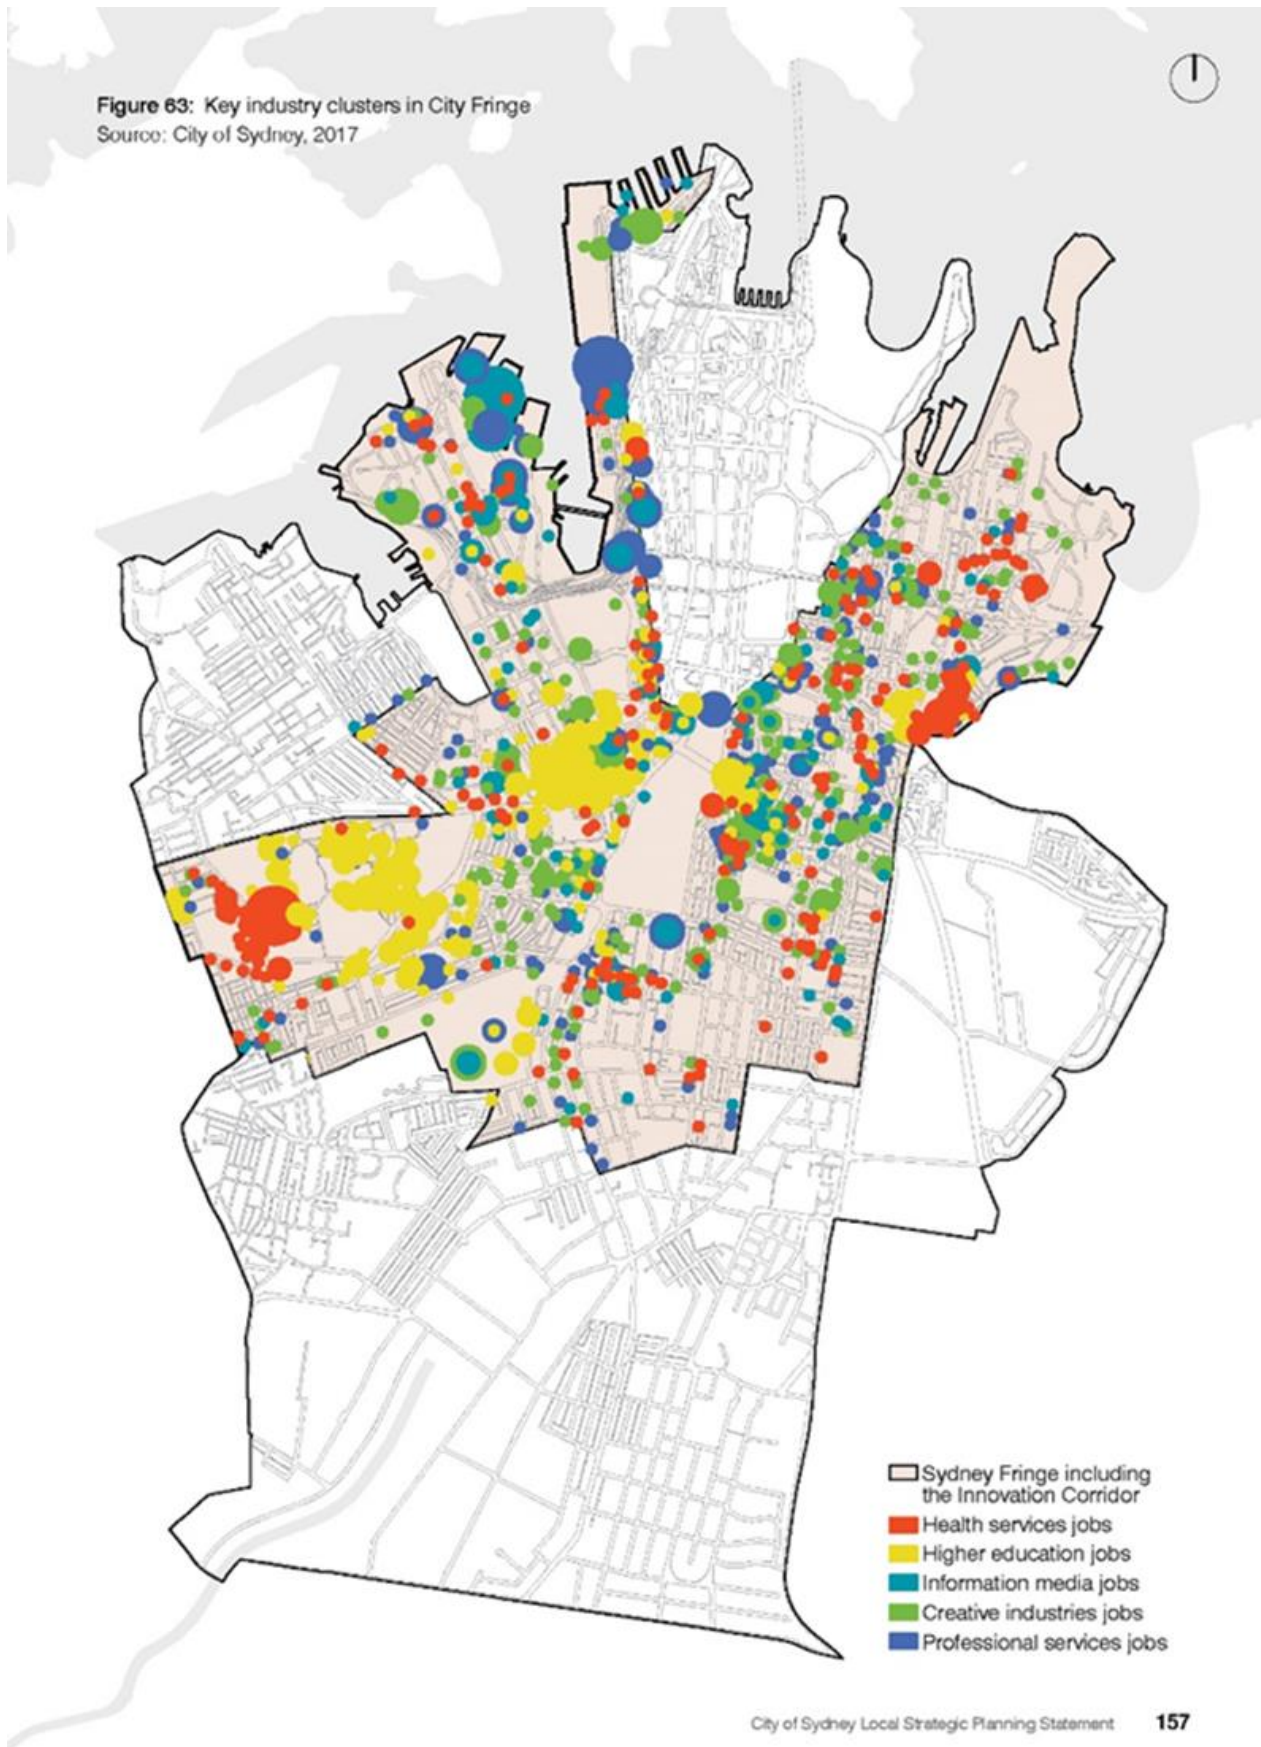 Figure 63: Key industry clusters in City Fringe
Source: City of Sydney, 2017
Sydney Fringe including
the Innovation Corridor
Health services jobs
Higher education jobs
Information media jobs
Creative industries jobs
Professional services jobs
City of Sydney Local Strategic Planning Statement 157